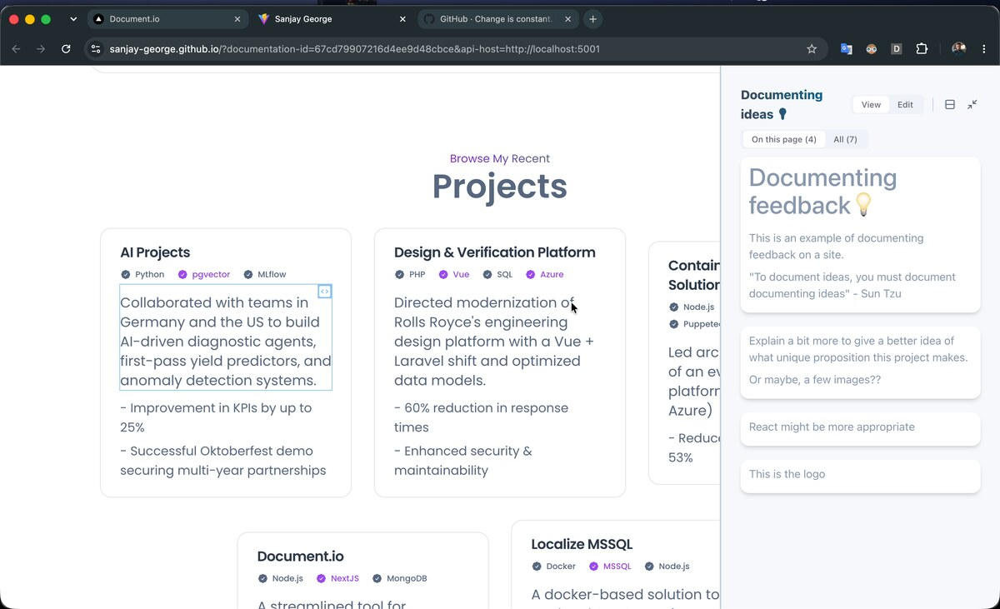 Document.io
Sanjay George
GitHub · Change is constant.
sanjay-george.github.io/?documentation-id=67cd79907216d4ee9d48cbce&api-host=http://localhost:5001
D
Browse My Recent
Projects
AI Projects
Python pgvector MLflow
Collaborated with teams in
Germany and the US to build
AI-driven diagnostic agents,
first-pass yield predictors, and
anomaly detection systems.
- Improvement in KPIs by up to
25%
- Successful Oktoberfest demo
securing multi-year partnerships
Design & Verification Platform
PHP Vue SQL Azure
Directed modernization of
Rolls Royce's engineering
design platform with a Vue +
Laravel shift and optimized
data models.
- 60% reduction in response
times
- Enhanced security &
maintainability
Contain
Solution
Node.js
Puppetee
Led arc
of an ev
platform
Azure)
- Reduc
53%
Document.io
Node.js NextJS MongoDB
A streamlined tool for
Localize MSSQL
Docker MSSQL Node.js
A docker-based solution to
Documenting
ideas
View Edit
On this page (4) All (7)
Documenting
feedback💡
This is an example of documenting
feedback on a site.
"To document ideas, you must document
documenting ideas" - Sun Tzu
Explain a bit more to give a better idea of
what unique proposition this project makes.
Or maybe, a few images??
React might be more appropriate
This is the logo